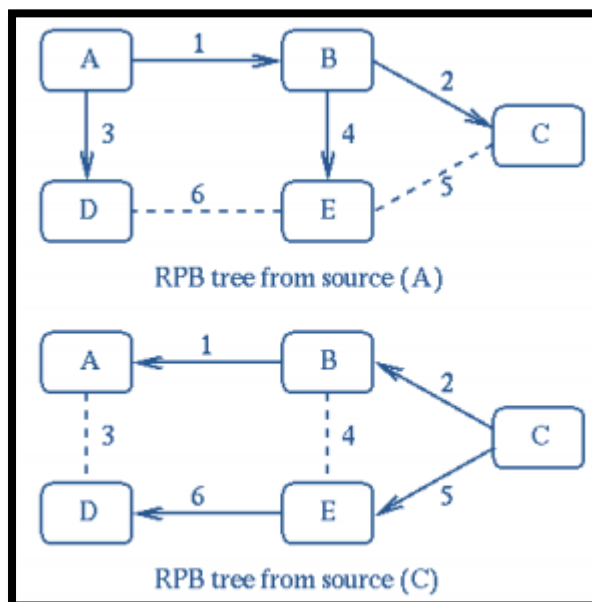 A 1 B 2
3 4 C
D 6 E 5
RPB tree from source (A)
A 1 B 2
3 4 C
D 6 E 5
RPB tree from source (C)